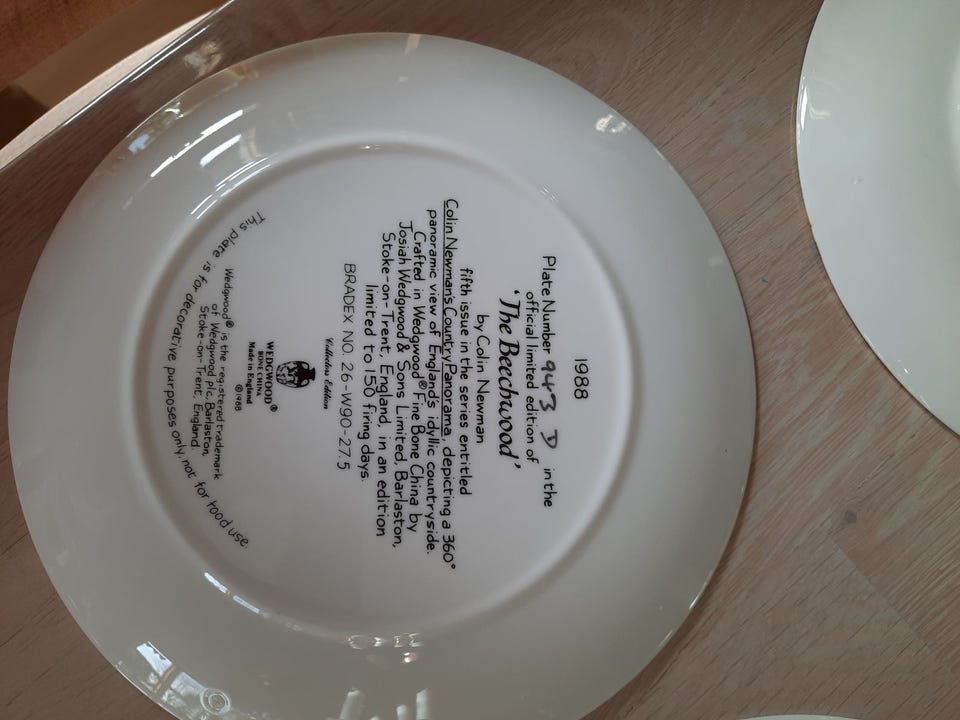 1988
Plate Number 943 D in the
official limited edition of
'The Beechwood'
by Colin Newman
fifth issue in the series entitled
Colin Newman's Country Panorama, depicting a 360°
panoramic view of England's idyllic countryside.
Crafted in Wedgwood® Fine Bone China by
Josiah Wedgwood & Sons Limited, Barlaston,
Stoke-on-Trent, England, in an edition
limited to 150 firing days.
BRADEX NO. 26-W90-27.5
Collectors Edition
WEDGWOOD®
BONE CHINA
Made in England
©1988
Wedgwood® is the registered trademark
of Wedgwood plc, Barlaston,
Stoke-on-Trent, England.
This plate is for decorative purposes only, not for food use.